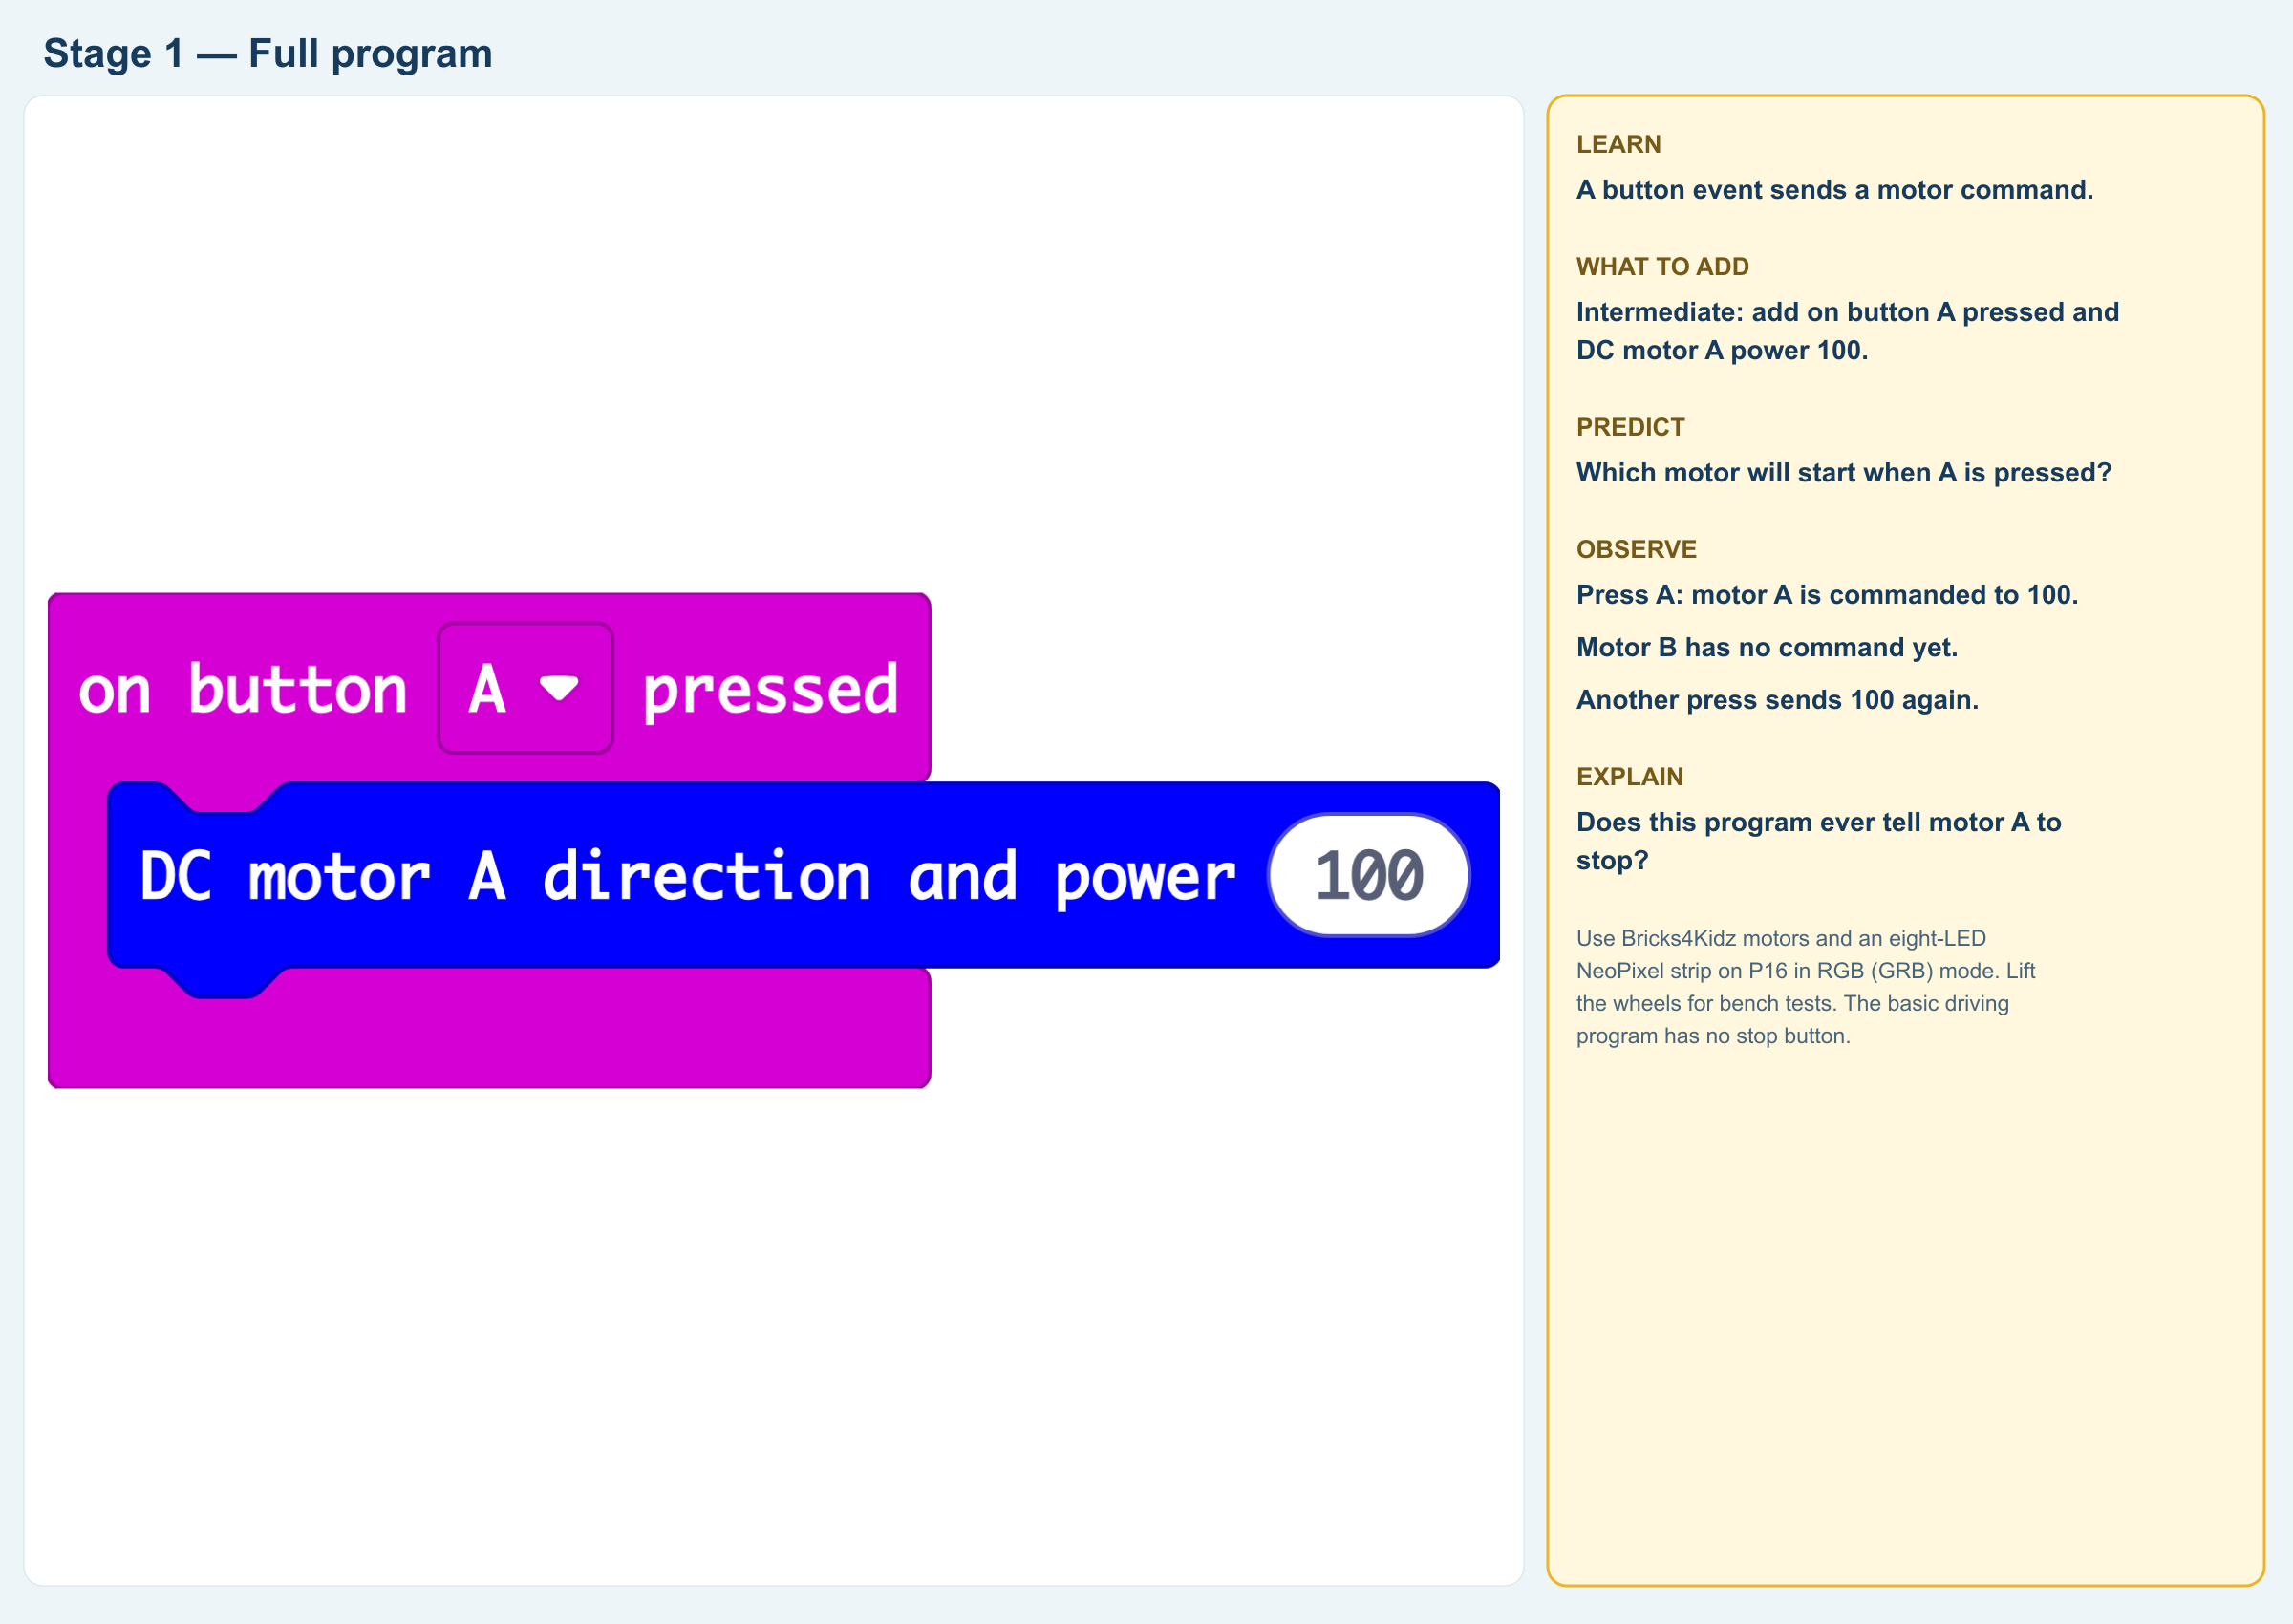 Stage 1 — Full program
on button A pressed
DC motor A direction and power 100
LEARN
A button event sends a motor command.
WHAT TO ADD
Intermediate: add on button A pressed and
DC motor A power 100.
PREDICT
Which motor will start when A is pressed?
OBSERVE
Press A: motor A is commanded to 100.
Motor B has no command yet.
Another press sends 100 again.
EXPLAIN
Does this program ever tell motor A to
stop?
Use Bricks4Kidz motors and an eight-LED
NeoPixel strip on P16 in RGB (GRB) mode. Lift
the wheels for bench tests. The basic driving
program has no stop button.